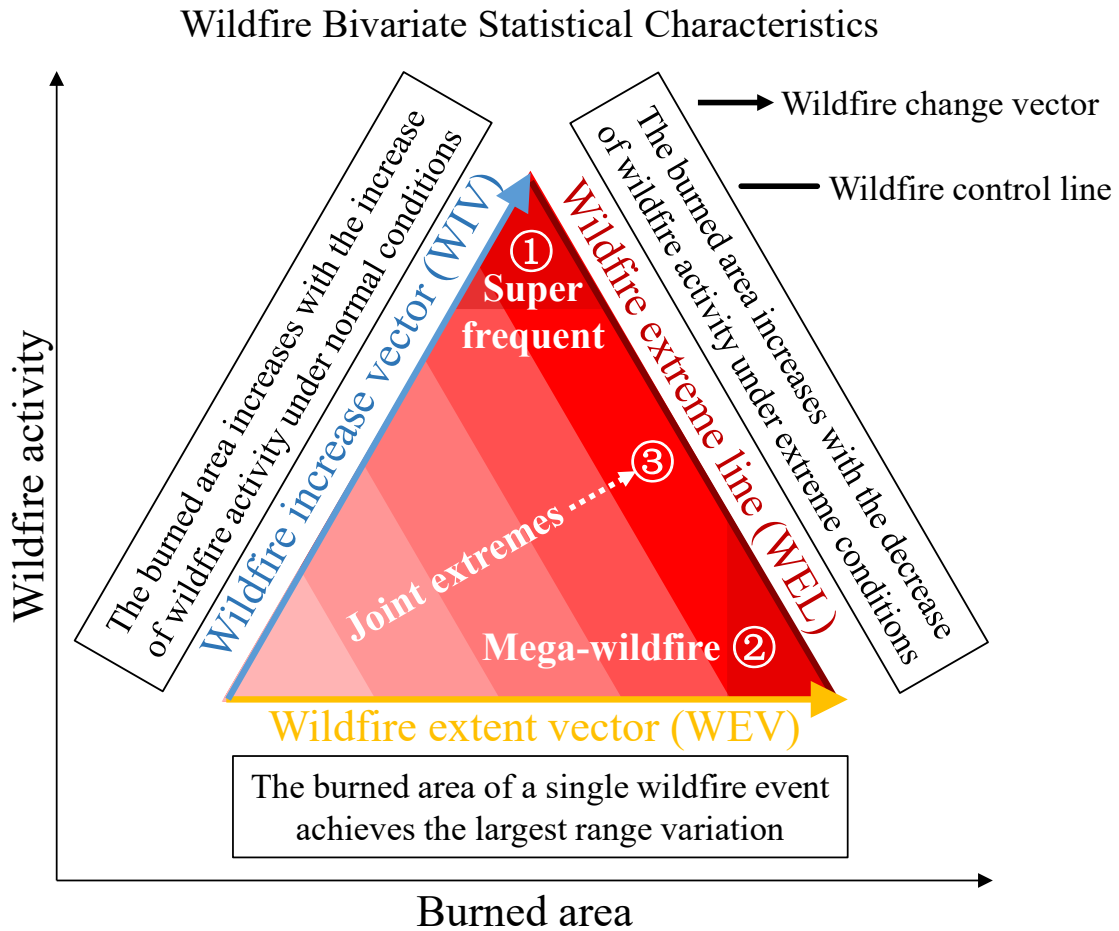 Wildfire Bivariate Statistical Characteristics
Wildfire change vector
Wildfire control line
Wildfire activity
The burned area increases with the increase
of wildfire activity under normal conditions
Wildfire increase vector (WIV)
①
Super
frequent
Wildfire extreme line (WEL)
The burned area increases with the decrease
of wildfire activity under extreme conditions
③
Joint extremes
Mega-wildfire ②
Wildfire extent vector (WEV)
The burned area of a single wildfire event
achieves the largest range variation
Burned area